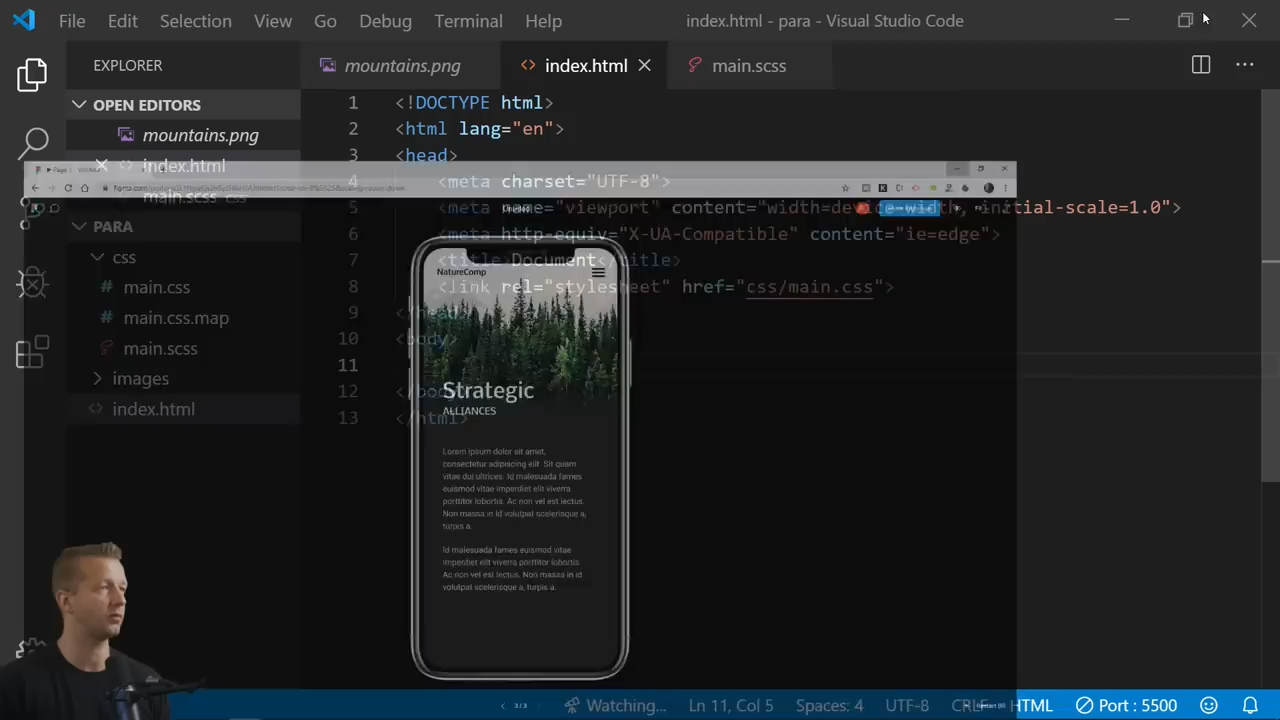 File Edit Selection View Go Debug Terminal Help
index.html - para - Visual Studio Code
EXPLORER
OPEN EDITORS
mountains.png
index.html
main.scss css
PARA
css
main.css
main.css.map
main.scss
images
index.html
mountains.png
index.html
main.scss
1 <!DOCTYPE html>
2 <html lang="en">
3 <head>
4 <meta charset="UTF-8">
5 <meta name="viewport" content="width=device-width, initial-scale=1.0">
6 <meta http-equiv="X-UA-Compatible" content="ie=edge">
7 <title>Document</title>
8 <link rel="stylesheet" href="css/main.css">
9 </head>
10 <body>
11
12 </body>
13 </html>
Untitled
NatureComp
Strategic
ALLIANCES
Lorem ipsum dolor sit amet,
consectetur adipiscing elit. Sit quam
vitae dui ultrices. Id malesuada fames
euismod vitae imperdiet elit viverra
porttitor lobortis. Ac non vel est lectus.
Non massa in id volutpat scelerisque a,
turpis a.
Id malesuada fames euismod vitae
imperdiet elit viverra porttitor lobortis.
Ac non vel est lectus. Non massa in id
volutpat scelerisque a, turpis a.
3 / 3
Watching... Ln 11, Col 5 Spaces: 4 UTF-8 CRLF HTML Port : 5500